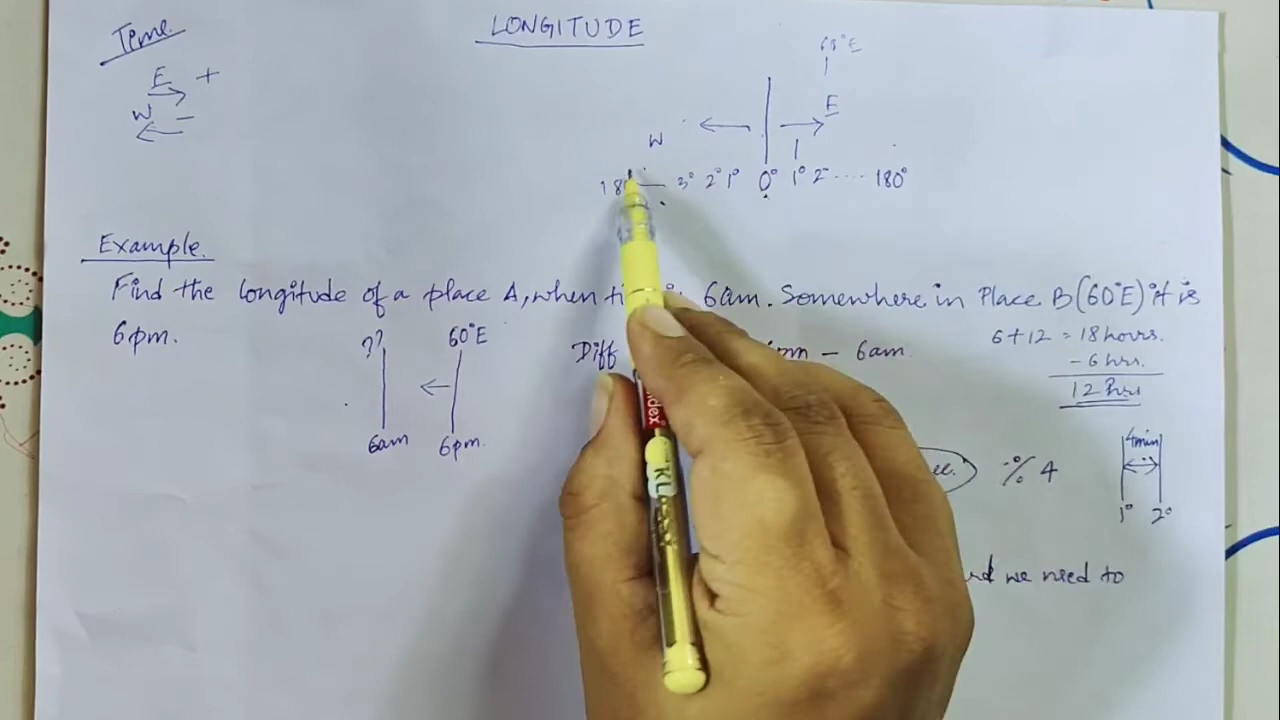 Time.
LONGITUDE
E +
W -
E
W
3° 2° 1° 0° 1° 2° .... 180°
Example.
Find the longitude of a place A, when 6am. Somewhere in Place B (60°E) it is
6pm.
?? 60°E
6am 6pm.
Diff - 6am.
6+12 = 18 hours.
- 6 hrs.
12 hrs
÷ 4
4min
1° 2°
we need to
index